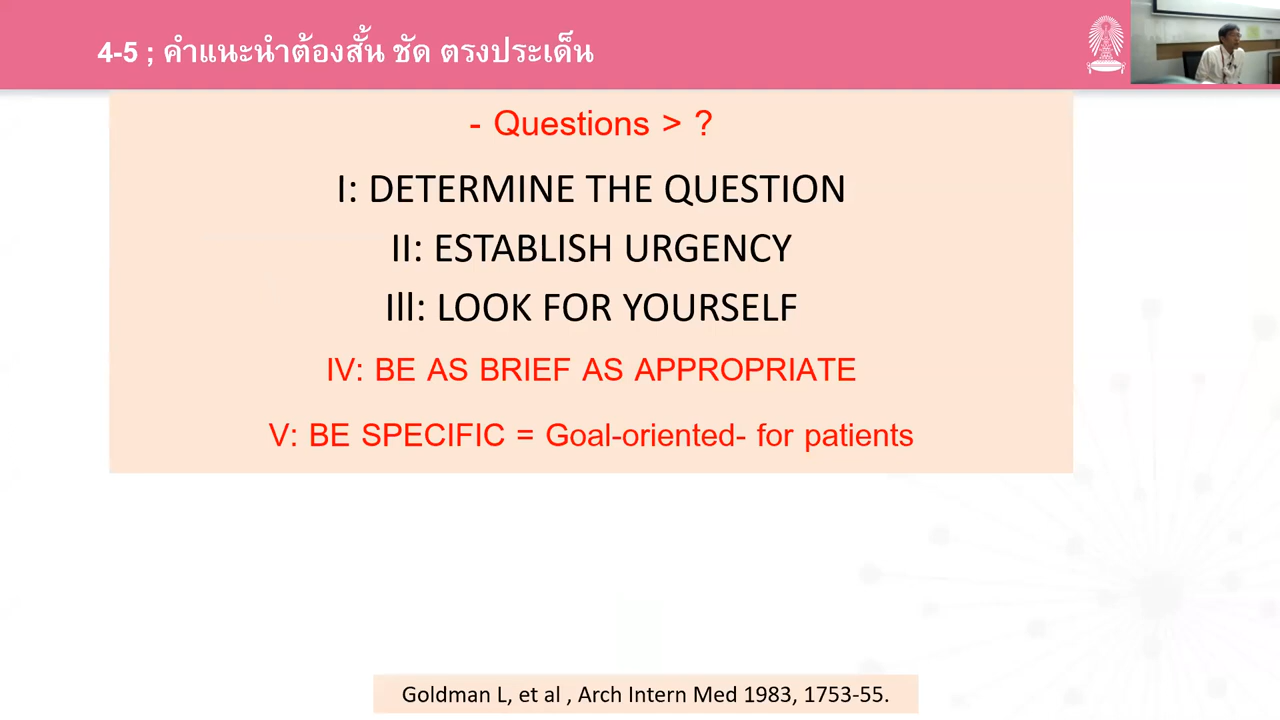 4-5 ; คำแนะนำต้องสั้น ชัด ตรงประเด็น
- Questions > ?
I: DETERMINE THE QUESTION
II: ESTABLISH URGENCY
Ill: LOOK FOR YOURSELF
IV: BE AS BRIEF AS APPROPRIATE
V: BE SPECIFIC = Goal-oriented- for patients
Goldman L, et al , Arch Intern Med 1983, 1753-55.